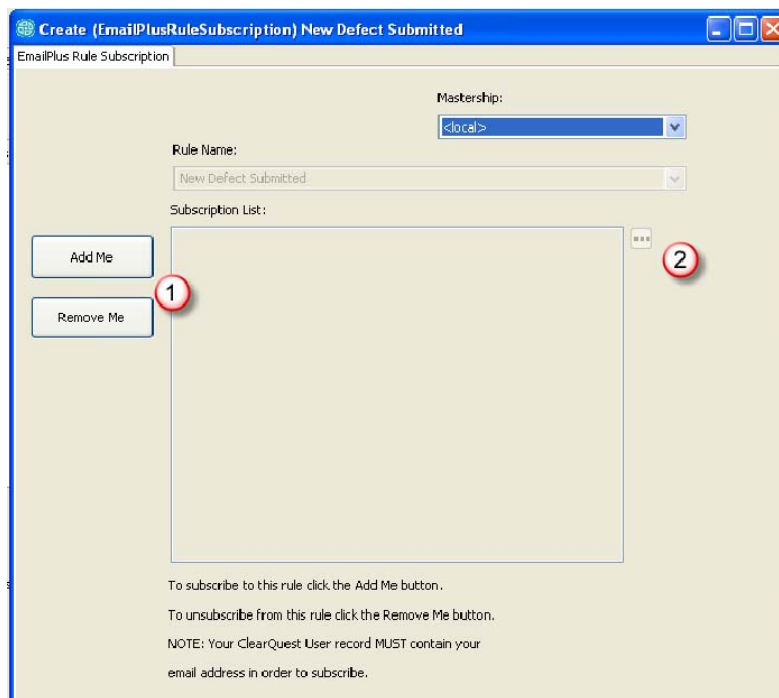 Create (EmailPlusRuleSubscription) New Defect Submitted
EmailPlus Rule Subscription
Mastership:
<local>
Rule Name:
New Defect Submitted
Subscription List:
Add Me
1
2
Remove Me
To subscribe to this rule click the Add Me button.
To unsubscribe from this rule click the Remove Me button.
NOTE: Your ClearQuest User record MUST contain your
email address in order to subscribe.